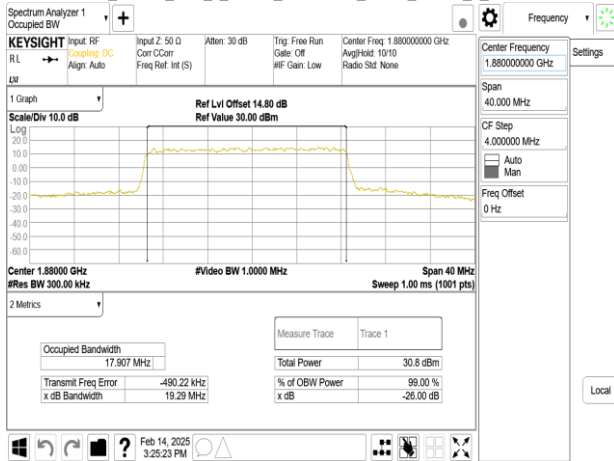 Spectrum Analyzer 1
Occupied BW
+
Frequency
KEYSIGHT
RL
LXI
Input: RF
Coupling: DC
Align: Auto
Input Z: 50 Ω
Corr CCorr
Freq Ref: Int (S)
Atten: 30 dB
Trig: Free Run
Gate: Off
#IF Gain: Low
Center Freq: 1.880000000 GHz
Avg|Hold: 10/10
Radio Std: None
Center Frequency
1.880000000 GHz
Settings
Span
40.000 MHz
CF Step
4.000000 MHz
Auto
Man
Freq Offset
0 Hz
Local
1 Graph
Scale/Div 10.0 dB
Ref Lvl Offset 14.80 dB
Ref Value 30.00 dBm
Log
20.0
10.0
0.00
-10.0
-20.0
-30.0
-40.0
-50.0
-60.0
Center 1.88000 GHz
#Res BW 300.00 kHz
#Video BW 1.0000 MHz
Span 40 MHz
Sweep 1.00 ms (1001 pts)
2 Metrics
Measure Trace Trace 1
Occupied Bandwidth
17.907 MHz
Total Power 30.8 dBm
Transmit Freq Error -490.22 kHz
% of OBW Power 99.00 %
x dB Bandwidth 19.29 MHz
x dB -26.00 dB
?
Feb 14, 2025
3:25:23 PM